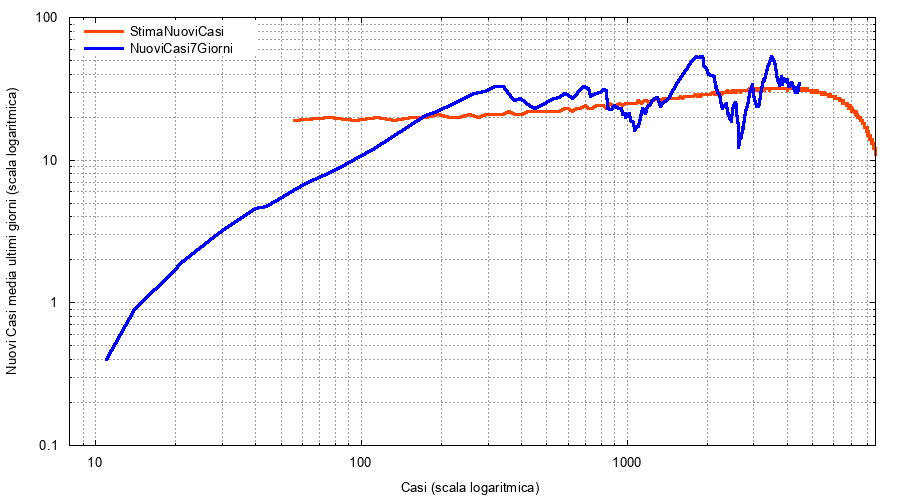 100
10
1
0.1
10
100
1000
StimaNuoviCasi
NuoviCasi7Giorni
Nuovi Casi media ultimi giorni (scala logaritmica)
Casi (scala logaritmica)